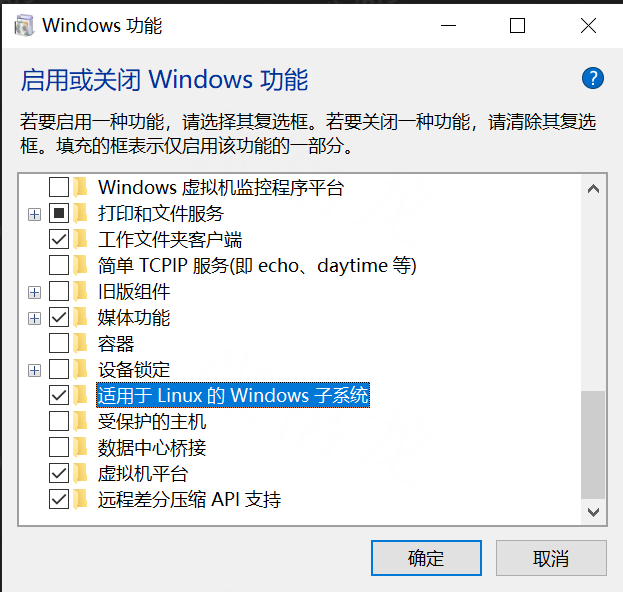 Windows 功能
启用或关闭 Windows 功能
?
若要启用一种功能，请选择其复选框。若要关闭一种功能，请清除其复选
框。填充的框表示仅启用该功能的一部分。
Windows 虚拟机监控程序平台
打印和文件服务
工作文件夹客户端
简单 TCPIP 服务(即 echo、daytime 等)
旧版组件
媒体功能
容器
设备锁定
适用于 Linux 的 Windows 子系统
受保护的主机
数据中心桥接
虚拟机平台
远程差分压缩 API 支持
确定
取消